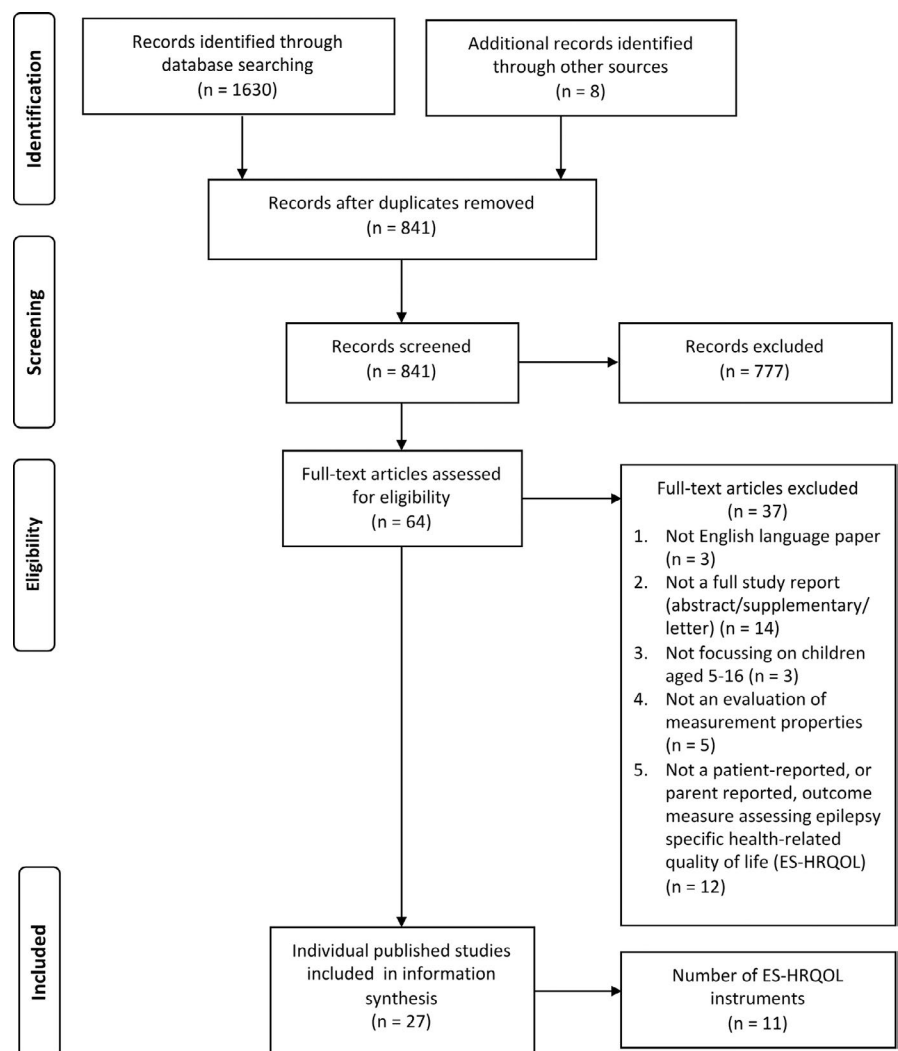 Identification
Records identified through
database searching
(n = 1630)
Additional records identified
through other sources
(n = 8)
Records after duplicates removed
(n = 841)
Screening
Records screened
(n = 841)
Records excluded
(n = 777)
Eligibility
Full-text articles assessed
for eligibility
(n = 64)
Full-text articles excluded
(n = 37)
1. Not English language paper
(n = 3)
2. Not a full study report
(abstract/supplementary/
letter) (n = 14)
3. Not focussing on children
aged 5-16 (n = 3)
4. Not an evaluation of
measurement properties
(n = 5)
5. Not a patient-reported, or
parent reported, outcome
measure assessing epilepsy
specific health-related
quality of life (ES-HRQOL)
(n = 12)
Included
Individual published studies
included in information
synthesis
(n = 27)
Number of ES-HRQOL
instruments
(n = 11)